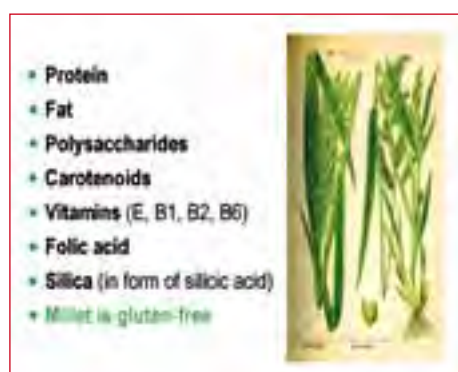 • Protein
• Fat
• Polysaccharides
• Carotenoids
• Vitamins (E, B1, B2, B6)
• Folic acid
• Silica (in form of silicic acid)
• Millet is gluten-free